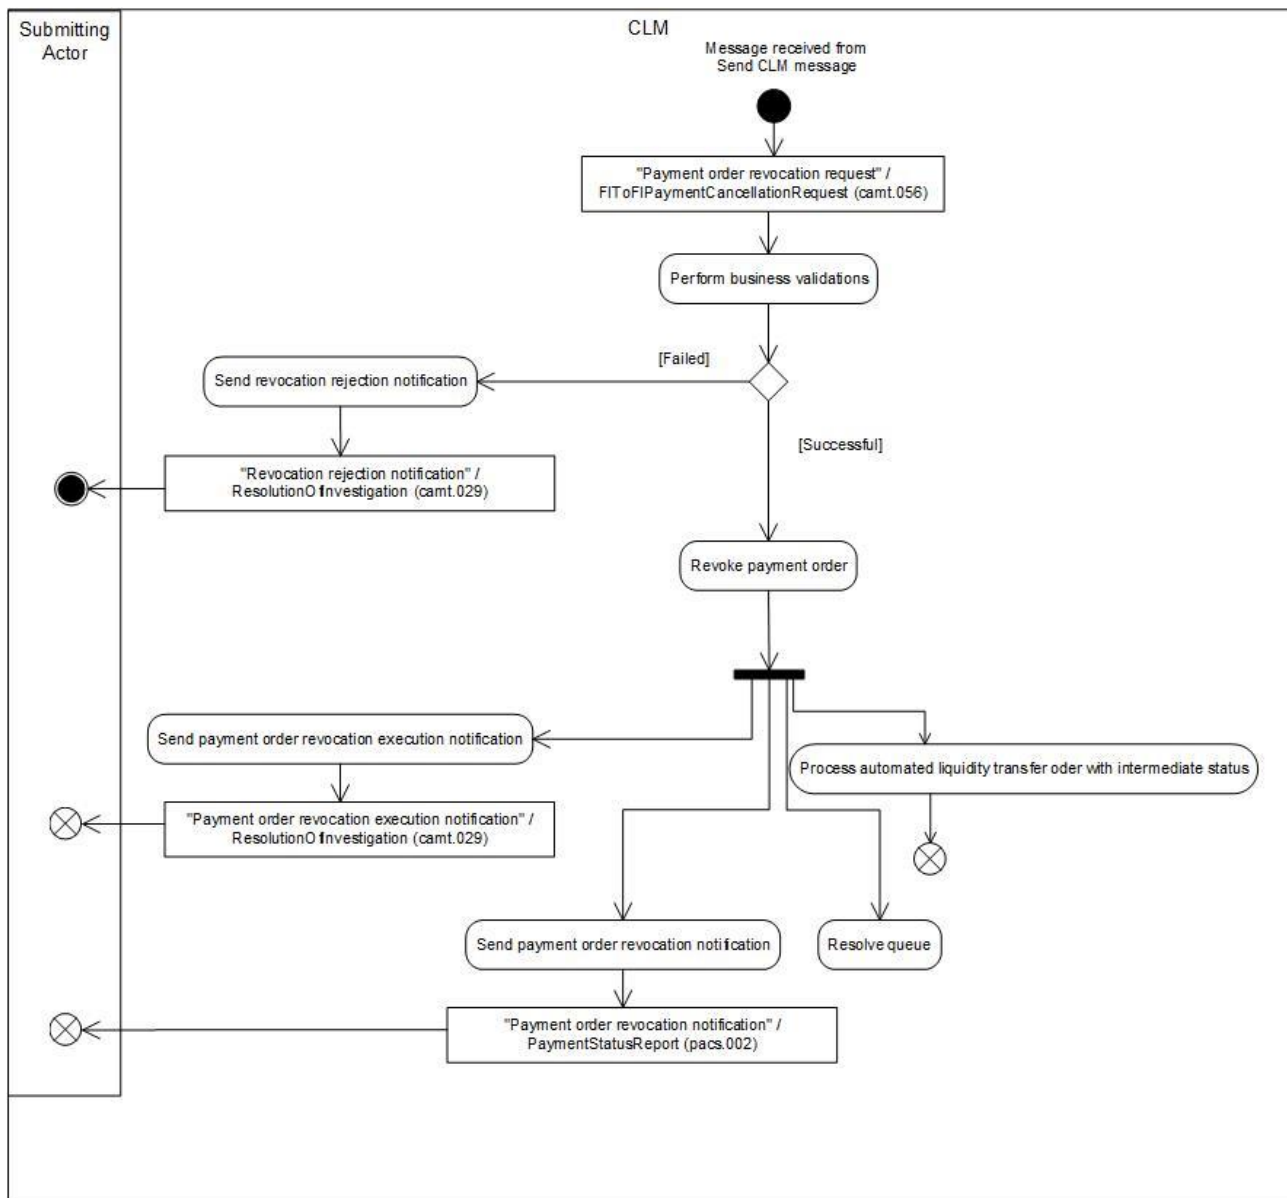 Submitting
Actor
CLM
Message received from
Send CLM message
"Payment order revocation request" /
FIToFIPaymentCancellationRequest (camt.056)
Perform business validations
[Failed]
Send revocation rejection notification
[Successful]
"Revocation rejection notification" /
ResolutionOfInvestigation (camt.029)
Revoke payment order
Send payment order revocation execution notification
Process automated liquidity transfer oder with intermediate status
"Payment order revocation execution notification" /
ResolutionOfInvestigation (camt.029)
Send payment order revocation notification
Resolve queue
"Payment order revocation notification" /
PaymentStatusReport (pacs.002)